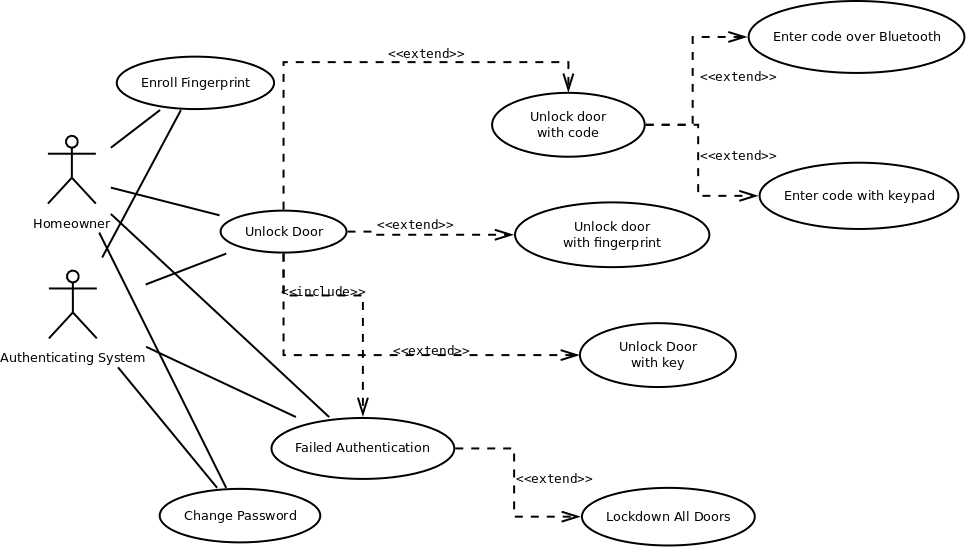 Enter code over Bluetooth
<<extend>>
<<extend>>
Enroll Fingerprint
Unlock door
with code
<<extend>>
Enter code with keypad
Homeowner
Unlock Door
<<extend>>
Unlock door
with fingerprint
<<include>>
Authenticating System
<<extend>>
Unlock Door
with key
Failed Authentication
<<extend>>
Change Password
Lockdown All Doors